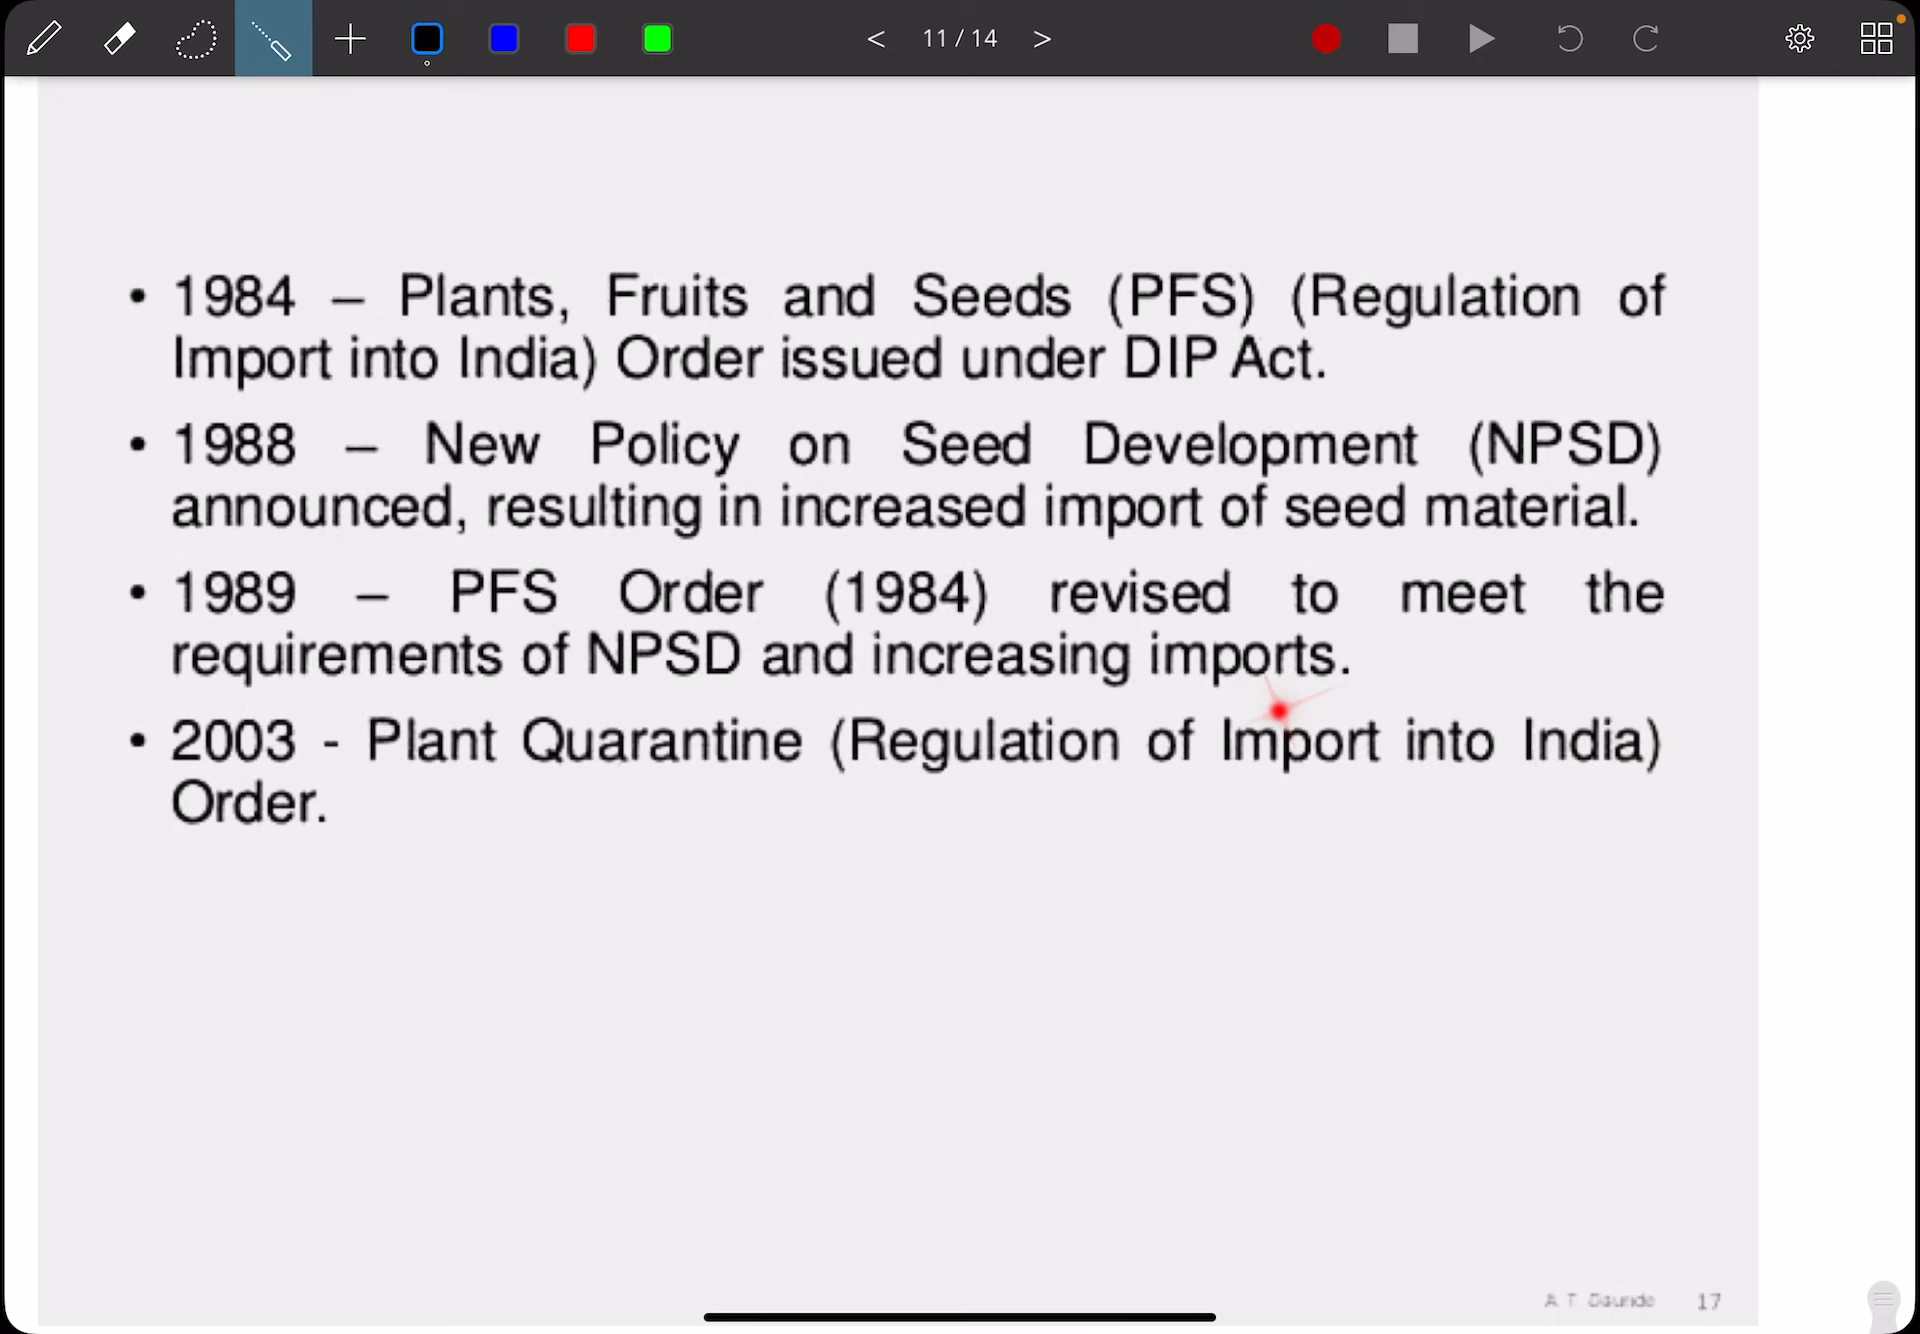 < 11 / 14 >
• 1984 – Plants, Fruits and Seeds (PFS) (Regulation of
Import into India) Order issued under DIP Act.
• 1988 – New Policy on Seed Development (NPSD)
announced, resulting in increased import of seed material.
• 1989 – PFS Order (1984) revised to meet the
requirements of NPSD and increasing imports.
• 2003 - Plant Quarantine (Regulation of Import into India)
Order.
A T 17